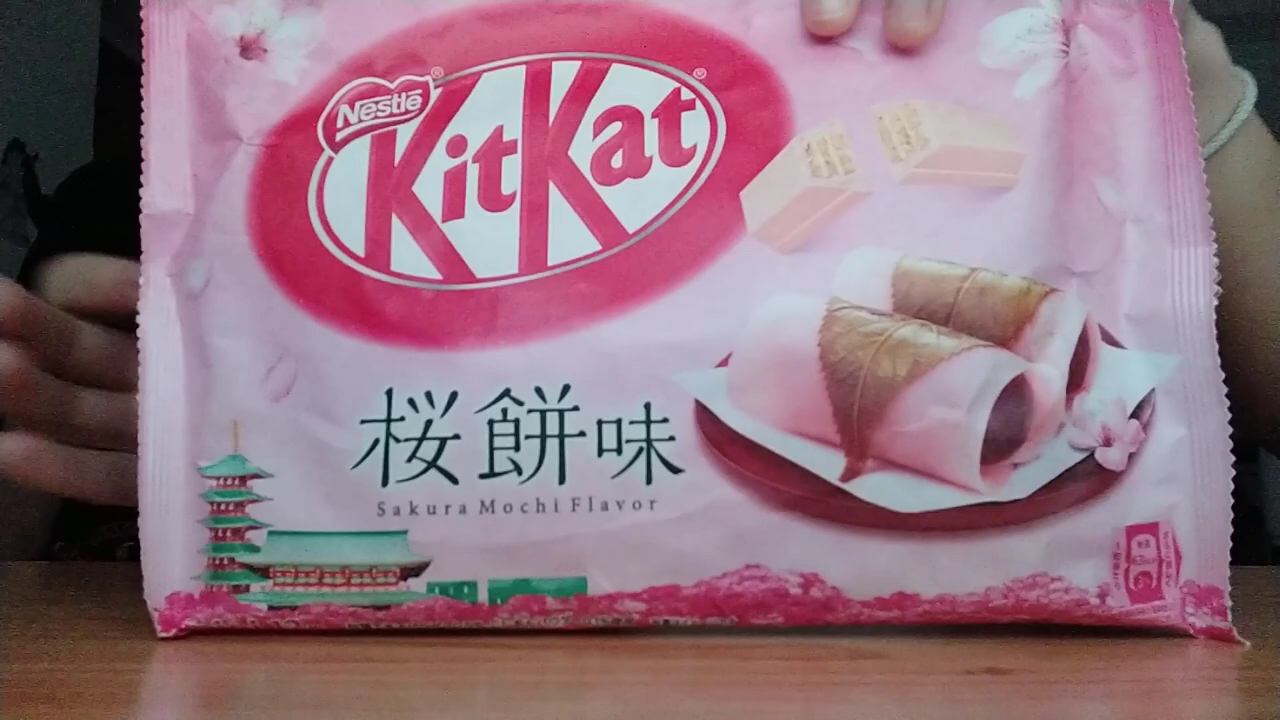 Nestlé
KitKat
桜餅味
Sakura Mochi Flavor